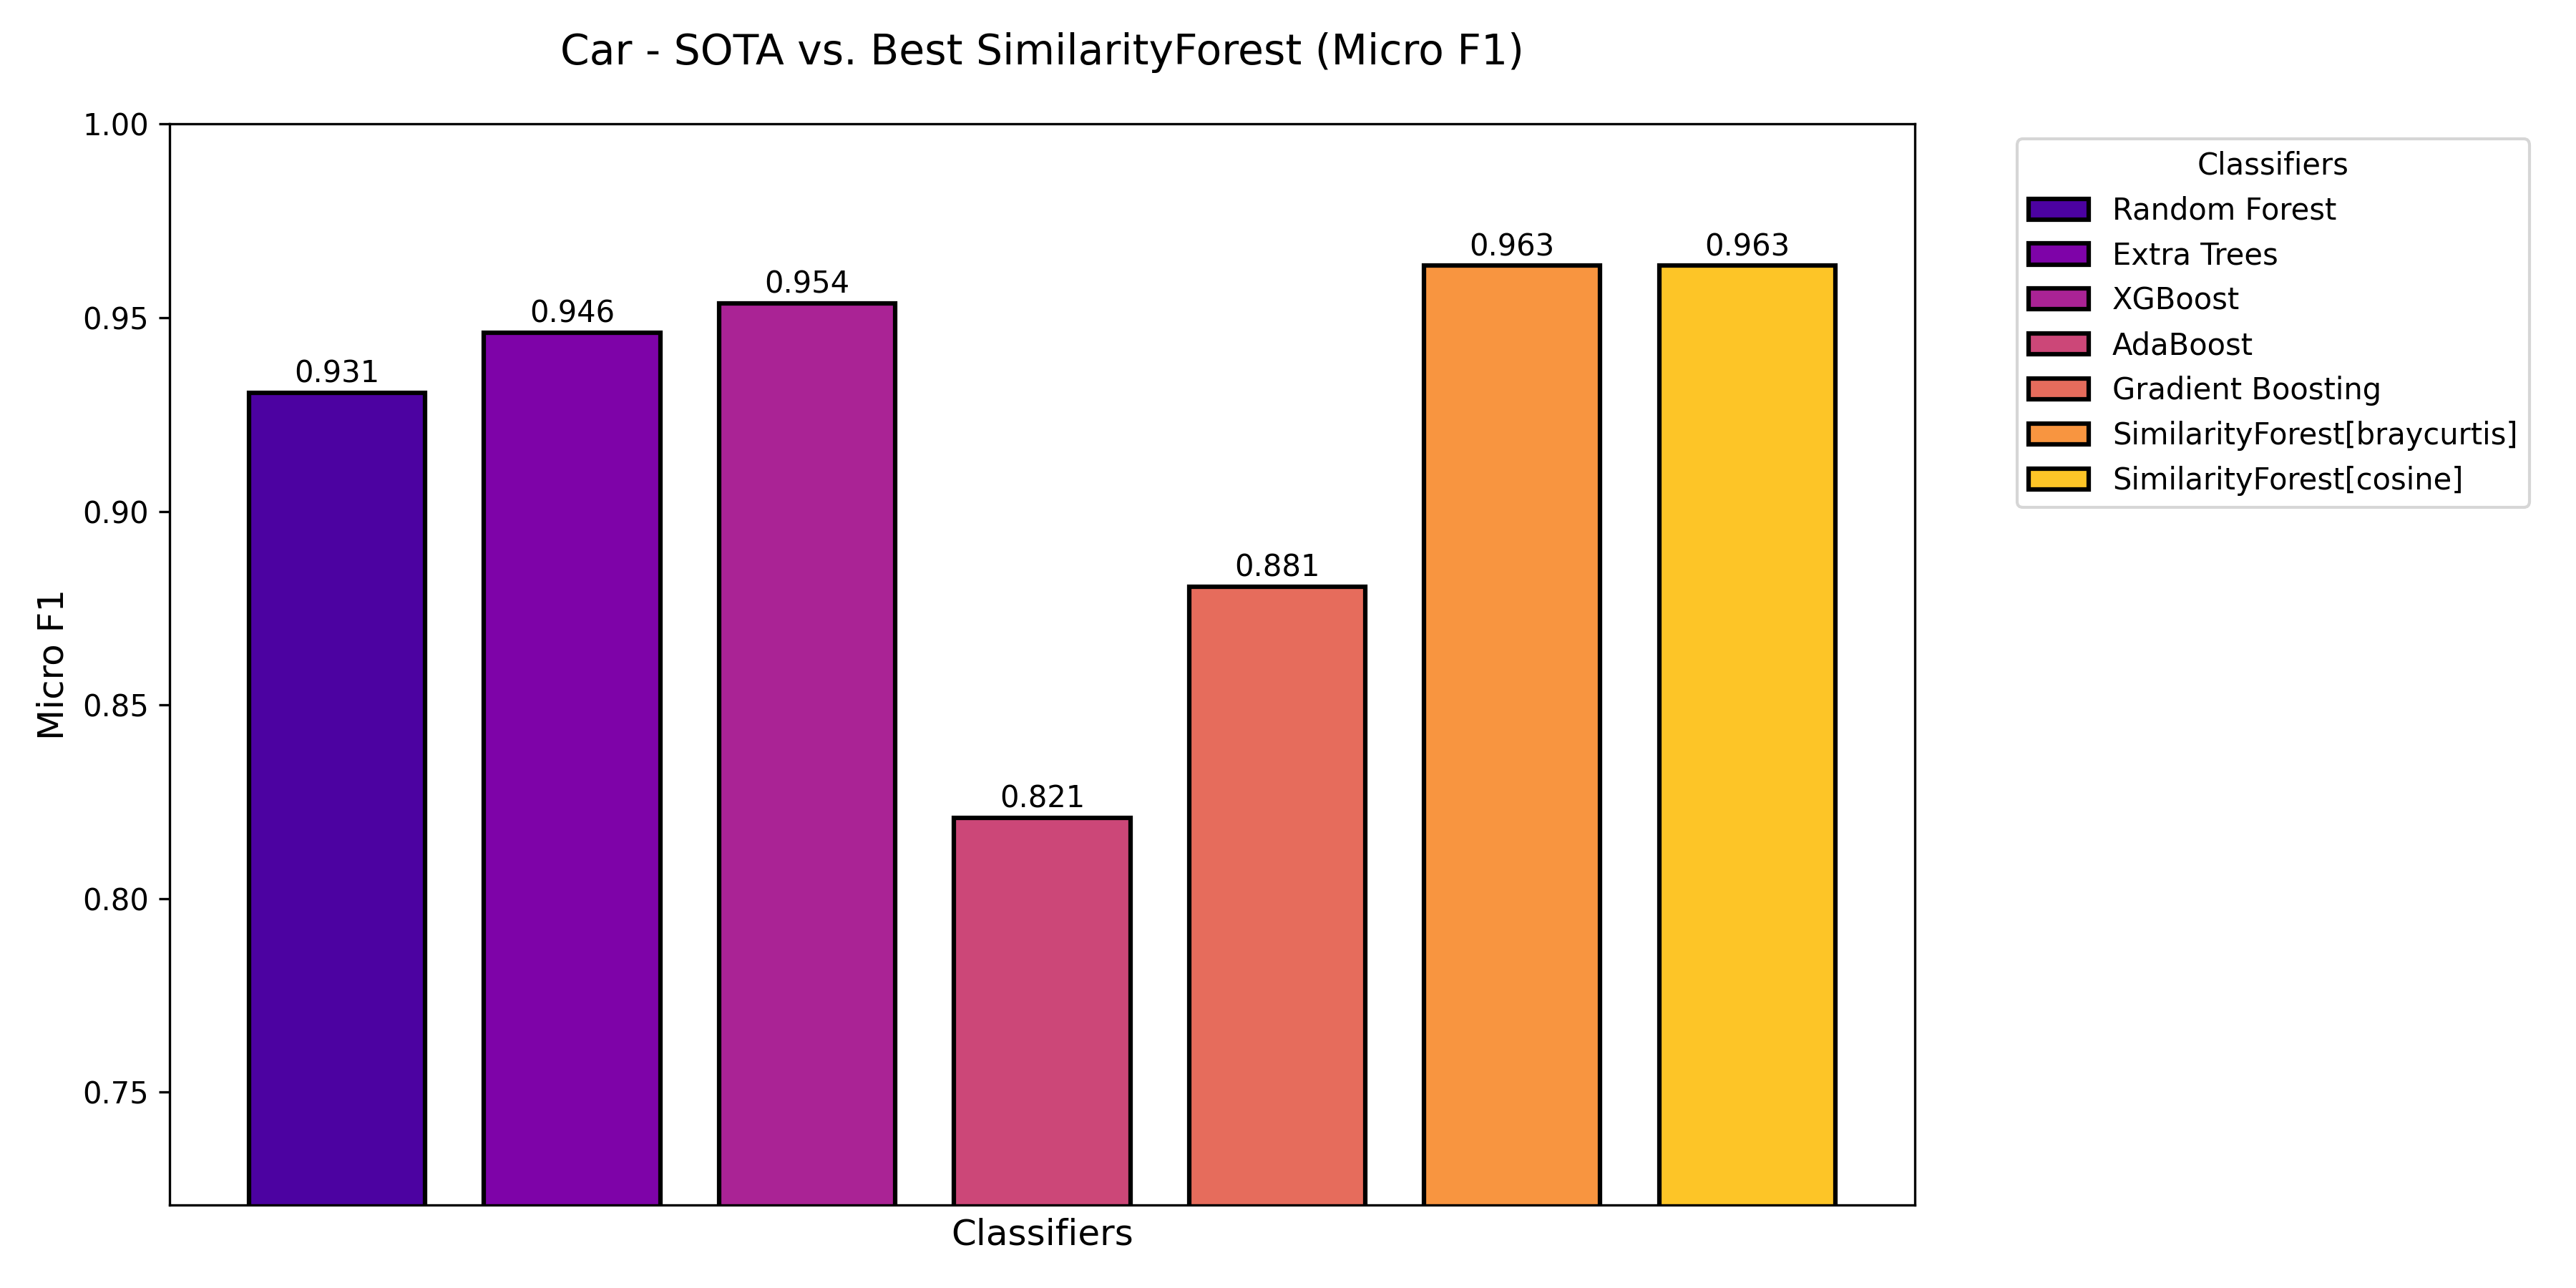 Car - SOTA vs. Best SimilarityForest (Micro F1)
1.00
0.95
0.90
0.85
0.80
0.75
Micro F1
0.931
0.946
0.954
0.821
0.881
0.963
0.963
Classifiers
Classifiers
Random Forest
Extra Trees
XGBoost
AdaBoost
Gradient Boosting
SimilarityForest[braycurtis]
SimilarityForest[cosine]